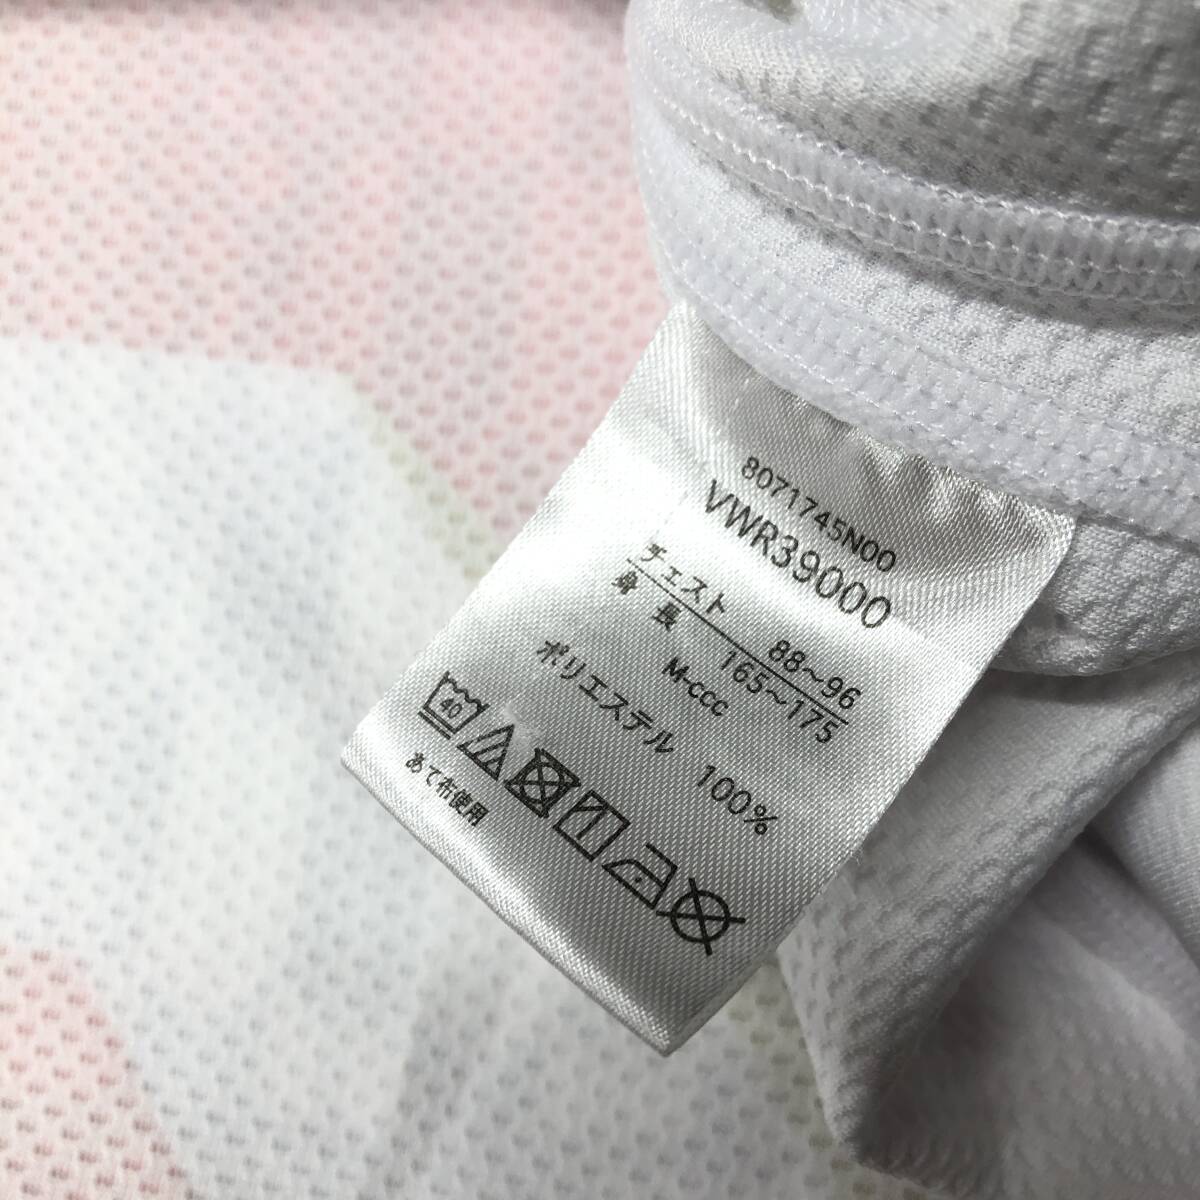 8071745N00
VWR39000
チェスト 88~96
身長 165~175
M-CCC
ポリエステル 100%
40
あて布使用